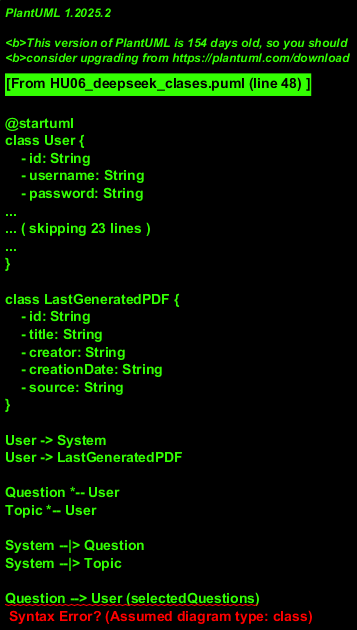 PlantUML 1.2025.2
<b>This version of PlantUML is 154 days old, so you should
<b>consider upgrading from https://plantuml.com/download
[From HU06_deepseek_clases.puml (line 48) ]
@startuml
class User {
- id: String
- username: String
- password: String
...
... ( skipping 23 lines )
...
}
class LastGeneratedPDF {
- id: String
- title: String
- creator: String
- creationDate: String
- source: String
}
User -> System
User -> LastGeneratedPDF
Question *-- User
Topic *-- User
System --|> Question
System --|> Topic
Question --> User (selectedQuestions)
Syntax Error? (Assumed diagram type: class)